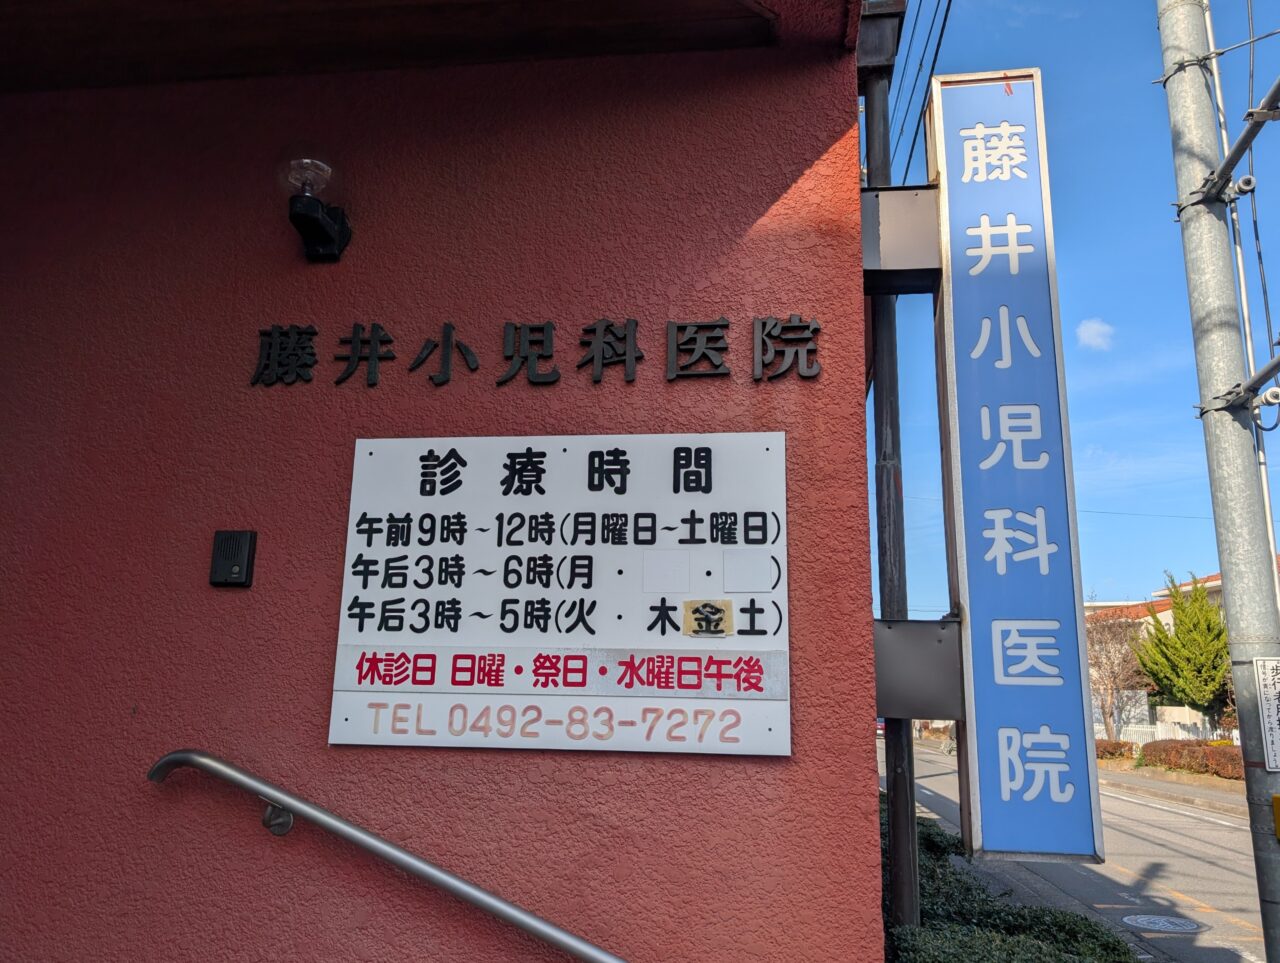 藤井小児科医院
診療時間
午前9時～12時(月曜日～土曜日)
午后3時～6時(月・　・　)
午后3時～5時(火・木金土)
休診日 日曜・祭日・水曜日午後
TEL 0492-83-7272
藤井小児科医院